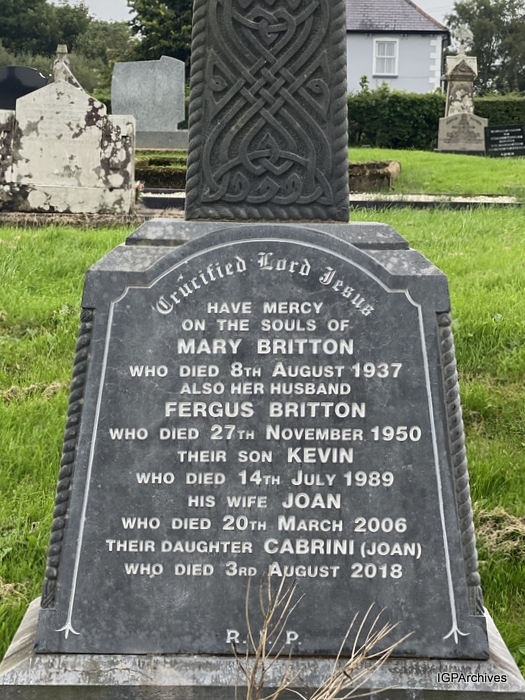 Crucified Lord Jesus
HAVE MERCY
ON THE SOULS OF
MARY BRITTON
WHO DIED 8TH AUGUST 1937
ALSO HER HUSBAND
FERGUS BRITTON
WHO DIED 27TH NOVEMBER 1950
THEIR SON KEVIN
WHO DIED 14TH JULY 1989
HIS WIFE JOAN
WHO DIED 20TH MARCH 2006
THEIR DAUGHTER CABRINI (JOAN)
WHO DIED 3RD AUGUST 2018
R. I. P.
IGPArchives